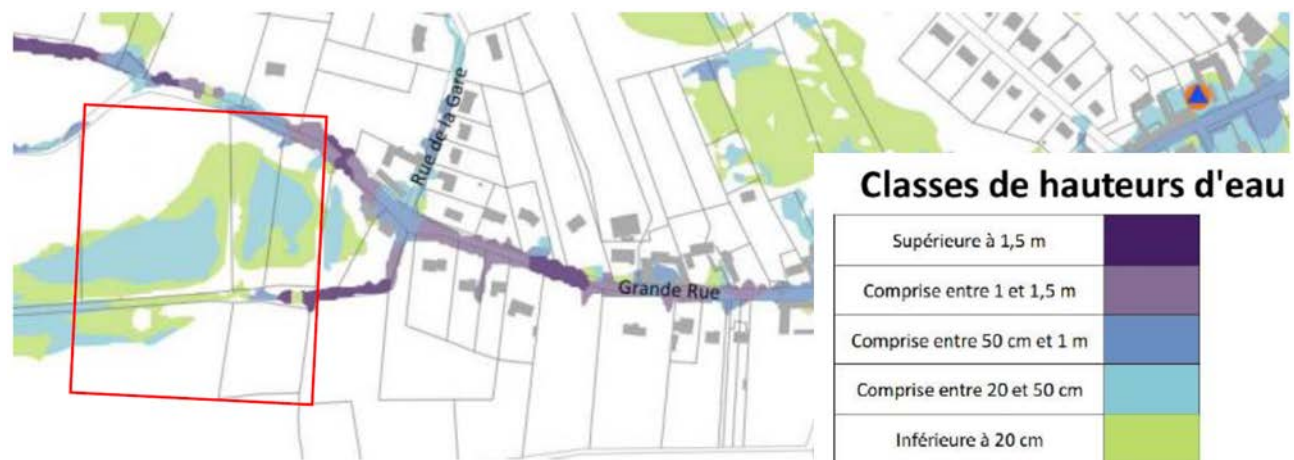 Rue de la Gare
Grande Rue
Classes de hauteurs d'eau
Supérieure à 1,5 m
Comprise entre 1 et 1,5 m
Comprise entre 50 cm et 1 m
Comprise entre 20 et 50 cm
Inférieure à 20 cm